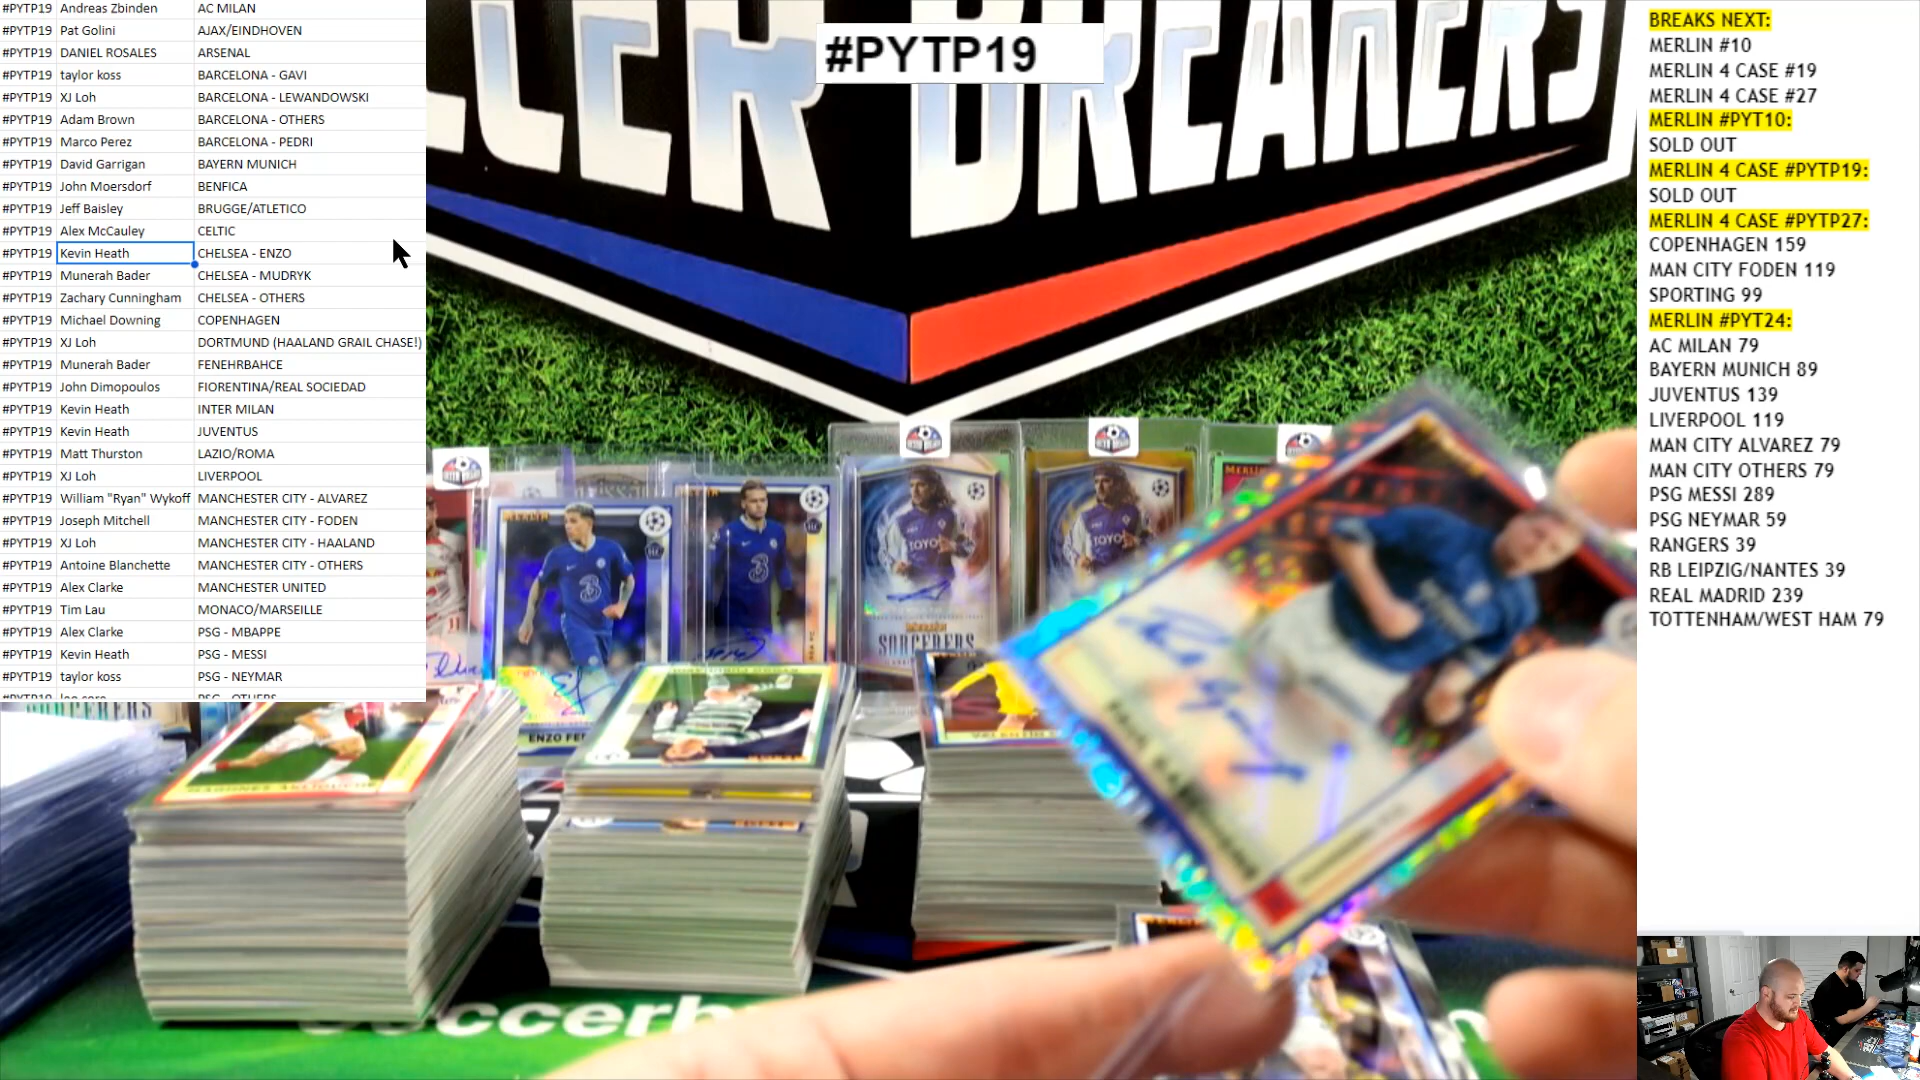 #PYTP19 Andreas Zbinden AC MILAN
#PYTP19 Pat Golini AJAX/EINDHOVEN
#PYTP19 DANIEL ROSALES ARSENAL
#PYTP19 taylor koss BARCELONA - GAVI
#PYTP19 XJ Loh BARCELONA - LEWANDOWSKI
#PYTP19 Adam Brown BARCELONA - OTHERS
#PYTP19 Marco Perez BARCELONA - PEDRI
#PYTP19 David Garrigan BAYERN MUNICH
#PYTP19 John Moersdorf BENFICA
#PYTP19 Jeff Baisley BRUGGE/ATLETICO
#PYTP19 Alex McCauley CELTIC
#PYTP19 Kevin Heath CHELSEA - ENZO
#PYTP19 Munerah Bader CHELSEA - MUDRYK
#PYTP19 Zachary Cunningham CHELSEA - OTHERS
#PYTP19 Michael Downing COPENHAGEN
#PYTP19 XJ Loh DORTMUND (HAALAND GRAIL CHASE!)
#PYTP19 Munerah Bader FENEHRBAHCE
#PYTP19 John Dimopoulos FIORENTINA/REAL SOCIEDAD
#PYTP19 Kevin Heath INTER MILAN
#PYTP19 Kevin Heath JUVENTUS
#PYTP19 Matt Thurston LAZIO/ROMA
#PYTP19 XJ Loh LIVERPOOL
#PYTP19 William "Ryan" Wykoff MANCHESTER CITY - ALVAREZ
#PYTP19 Joseph Mitchell MANCHESTER CITY - FODEN
#PYTP19 XJ Loh MANCHESTER CITY - HAALAND
#PYTP19 Antoine Blanchette MANCHESTER CITY - OTHERS
#PYTP19 Alex Clarke MANCHESTER UNITED
#PYTP19 Tim Lau MONACO/MARSEILLE
#PYTP19 Alex Clarke PSG - MBAPPE
#PYTP19 Kevin Heath PSG - MESSI
#PYTP19 taylor koss PSG - NEYMAR
#PYTP19
#PYTP19
CCER BREAKERS
MERLIN
TOYO
TOYO
SORCERERS
ENZO FE
soccerb
BREAKS NEXT:
MERLIN #10
MERLIN 4 CASE #19
MERLIN 4 CASE #27
MERLIN #PYT10:
SOLD OUT
MERLIN 4 CASE #PYTP19:
SOLD OUT
MERLIN 4 CASE #PYTP27:
COPENHAGEN 159
MAN CITY FODEN 119
SPORTING 99
MERLIN #PYT24:
AC MILAN 79
BAYERN MUNICH 89
JUVENTUS 139
LIVERPOOL 119
MAN CITY ALVAREZ 79
MAN CITY OTHERS 79
PSG MESSI 289
PSG NEYMAR 59
RANGERS 39
RB LEIPZIG/NANTES 39
REAL MADRID 239
TOTTENHAM/WEST HAM 79